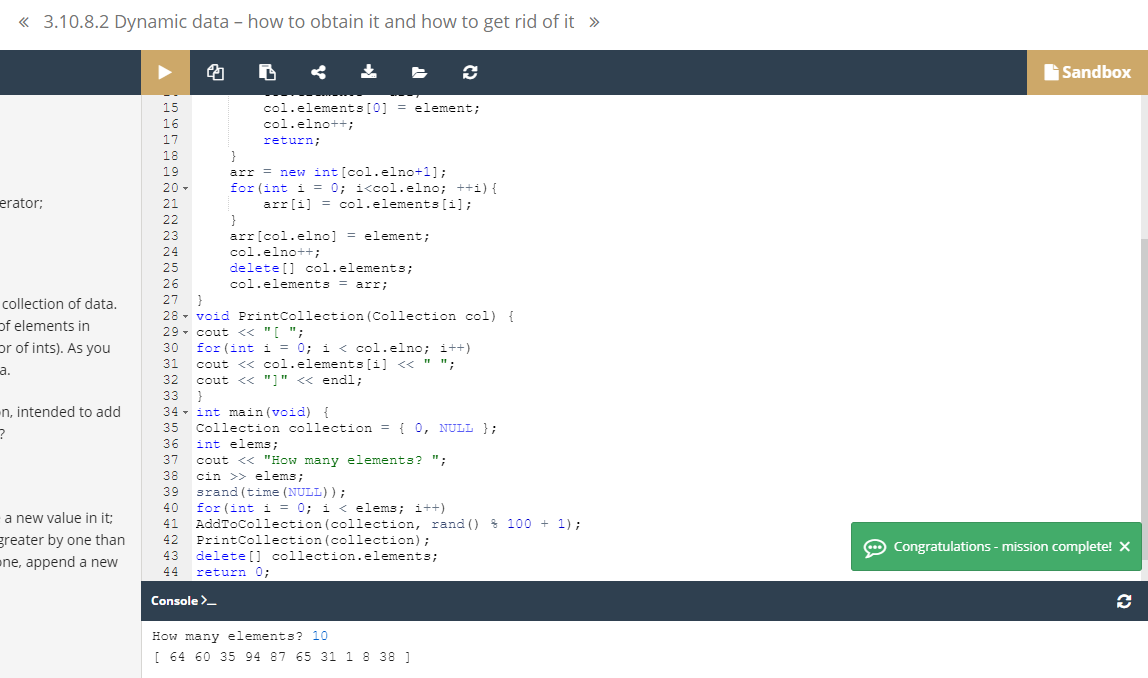 « 3.10.8.2 Dynamic data – how to obtain it and how to get rid of it »
Sandbox
erator;
collection of data.
of elements in
or of ints). As you
a.
on, intended to add
?
a new value in it;
greater by one than
one, append a new
15 col.elements[0] = element;
16 col.elno++;
17 return;
18 }
19 arr = new int[col.elno+1];
20 for(int i = 0; i<col.elno; ++i){
21 arr[i] = col.elements[i];
22 }
23 arr[col.elno] = element;
24 col.elno++;
25 delete[] col.elements;
26 col.elements = arr;
27 }
28 void PrintCollection(Collection col) {
29 cout << "[ ";
30 for(int i = 0; i < col.elno; i++)
31 cout << col.elements[i] << " ";
32 cout << "]" << endl;
33 }
34 int main(void) {
35 Collection collection = { 0, NULL };
36 int elems;
37 cout << "How many elements? ";
38 cin >> elems;
39 srand(time(NULL));
40 for(int i = 0; i < elems; i++)
41 AddToCollection(collection, rand() % 100 + 1);
42 PrintCollection(collection);
43 delete[] collection.elements;
44 return 0;
Congratulations - mission complete! ×
Console >_
How many elements? 10
[ 64 60 35 94 87 65 31 1 8 38 ]